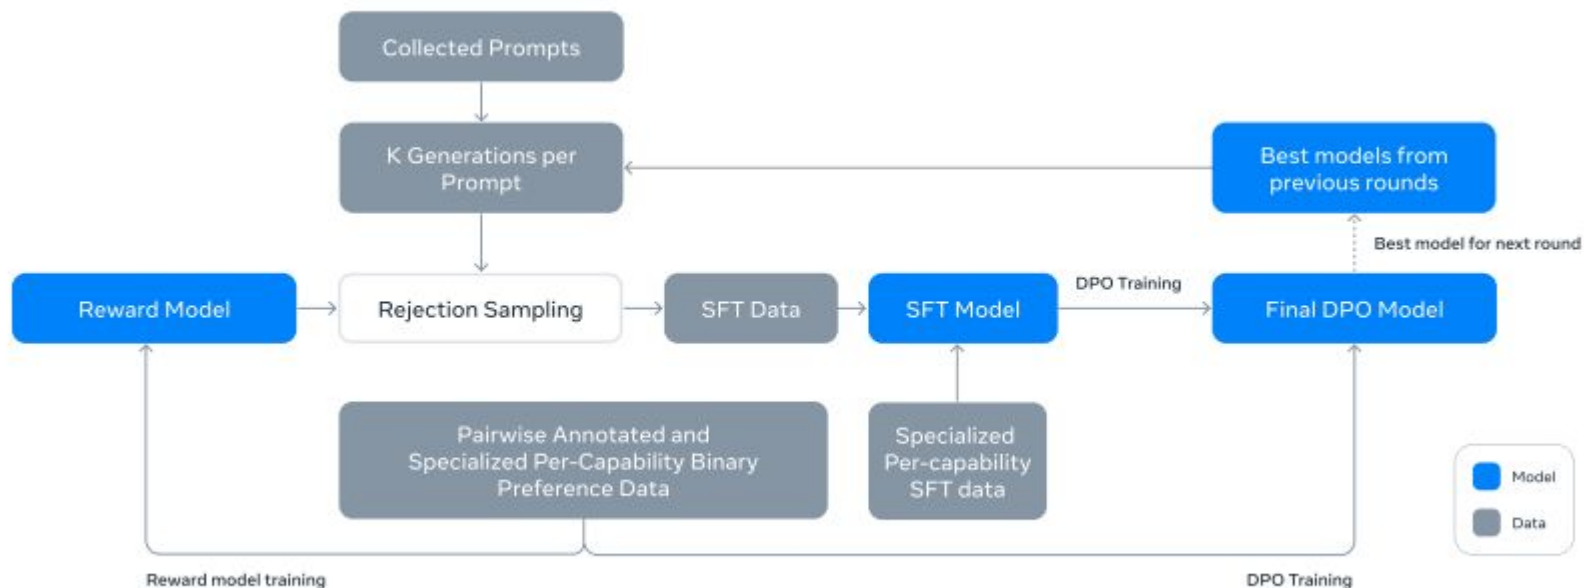 Collected Prompts
K Generations per
Prompt
Best models from
previous rounds
Best model for next round
Reward Model
Rejection Sampling
SFT Data
SFT Model
DPO Training
Final DPO Model
Pairwise Annotated and
Specialized Per-Capability Binary
Preference Data
Specialized
Per-capability
SFT data
Model
Data
Reward model training
DPO Training